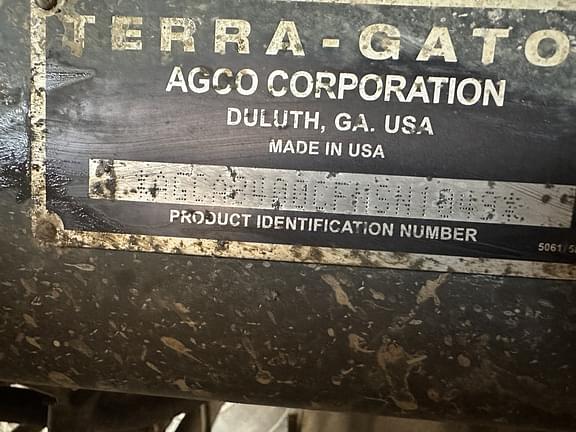 TERRA-GATO
AGCO CORPORATION
DULUTH, GA. USA
MADE IN USA
PRODUCT IDENTIFICATION NUMBER